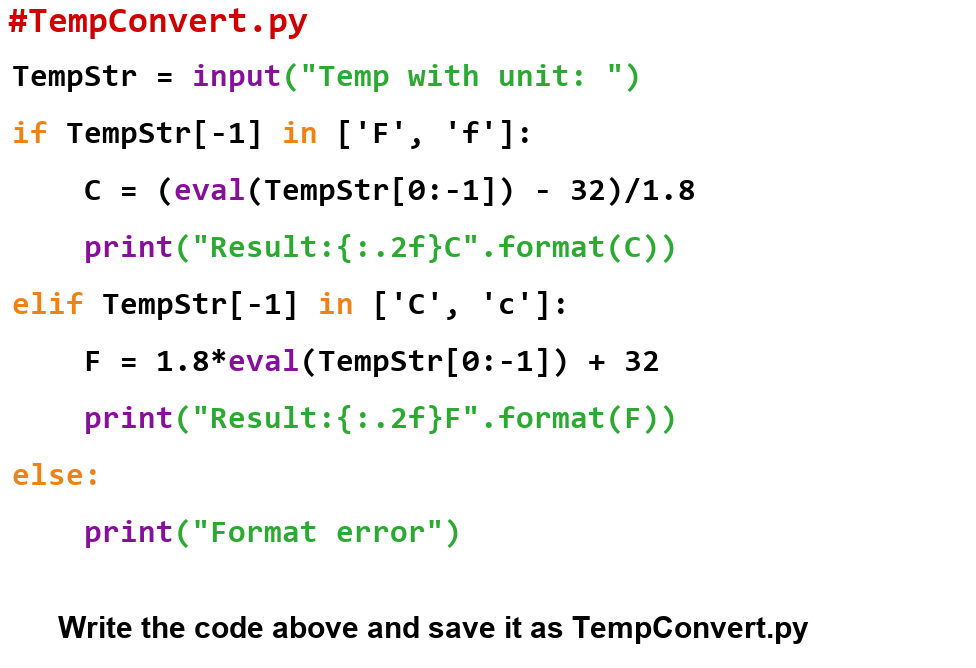 #TempConvert.py
TempStr = input("Temp with unit: ")
if TempStr[-1] in ['F', 'f']:
    C = (eval(TempStr[0:-1]) - 32)/1.8
    print("Result:{:.2f}C".format(C))
elif TempStr[-1] in ['C', 'c']:
    F = 1.8*eval(TempStr[0:-1]) + 32
    print("Result:{:.2f}F".format(F))
else:
    print("Format error")
Write the code above and save it as TempConvert.py